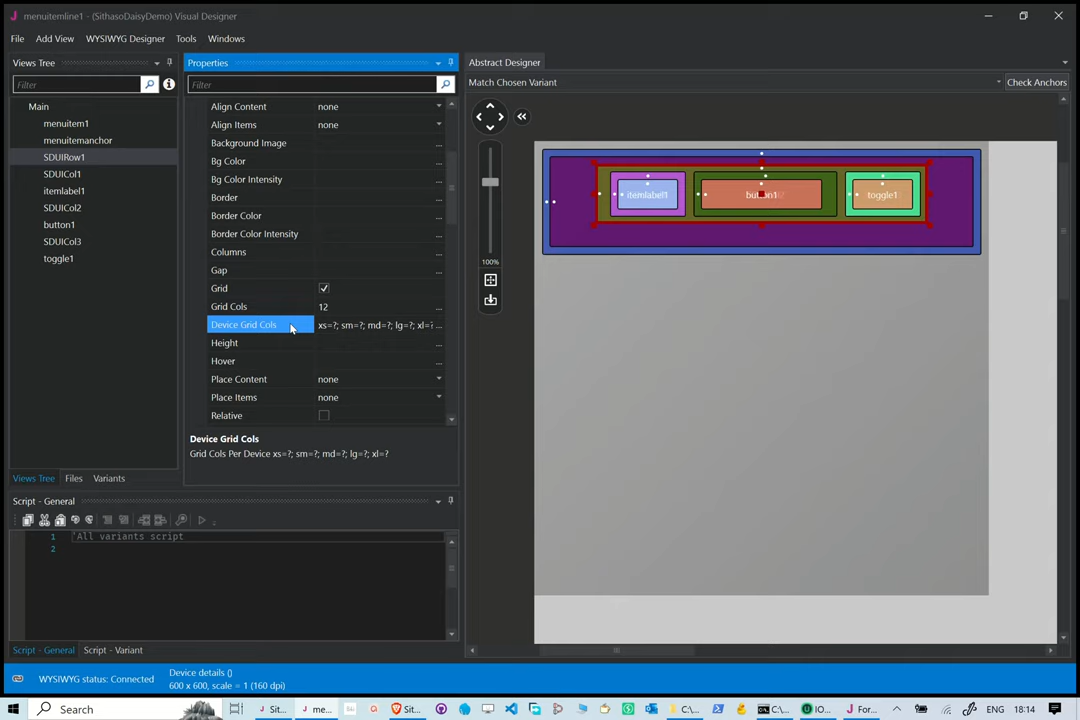 menuitemline1 - (SithasoDaisyDemo) Visual Designer
File Add View WYSIWYG Designer Tools Windows
Views Tree
Filter
Main
menuitem1
menuitemanchor
SDUIRow1
SDUICol1
itemlabel1
SDUICol2
button1
SDUICol3
toggle1
Views Tree Files Variants
Properties
Filter
Align Content none
Align Items none
Background Image ...
Bg Color ...
Bg Color Intensity ...
Border ...
Border Color ...
Border Color Intensity ...
Columns ...
Gap ...
Grid
Grid Cols 12 ...
Device Grid Cols xs=?; sm=?; md=?; lg=?; xl=? ...
Height ...
Hover ...
Place Content none
Place Items none
Relative
Device Grid Cols
Grid Cols Per Device xs=?; sm=?; md=?; lg=?; xl=?
Abstract Designer
Match Chosen Variant Check Anchors
100%
itemlabel1 button1 toggle1
Script - General
1 'All variants script
2
Script - General Script - Variant
WYSIWYG status: Connected
Device details ()
600 x 600, scale = 1 (160 dpi)
Search Sit... me... Sit... C:\... C:\... IO... For... ENG 18:14